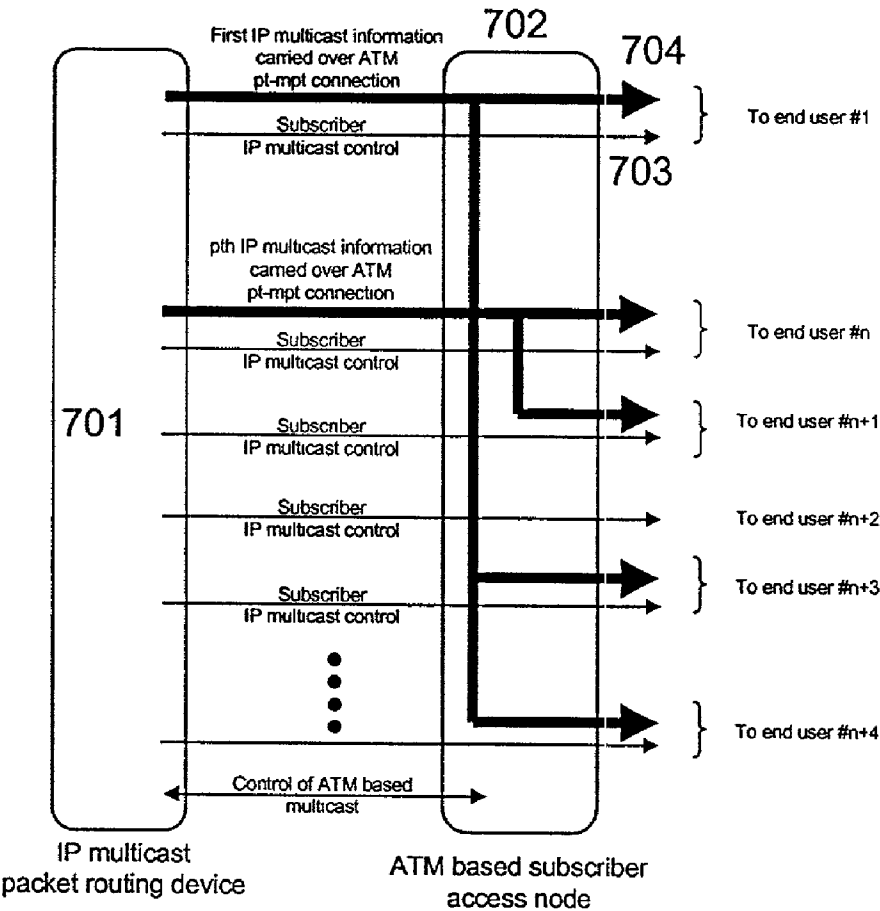 702
First IP multicast information
carried over ATM
pt-mpt connection
704
To end user #1
Subscriber
IP multicast control
703
pth IP multicast information
carried over ATM
pt-mpt connection
To end user #n
Subscriber
IP multicast control
701
To end user #n+1
Subscriber
IP multicast control
Subscriber
IP multicast control
To end user #n+2
To end user #n+3
Subscriber
IP multicast control
To end user #n+4
Control of ATM based
multicast
IP multicast
packet routing device
ATM based subscriber
access node